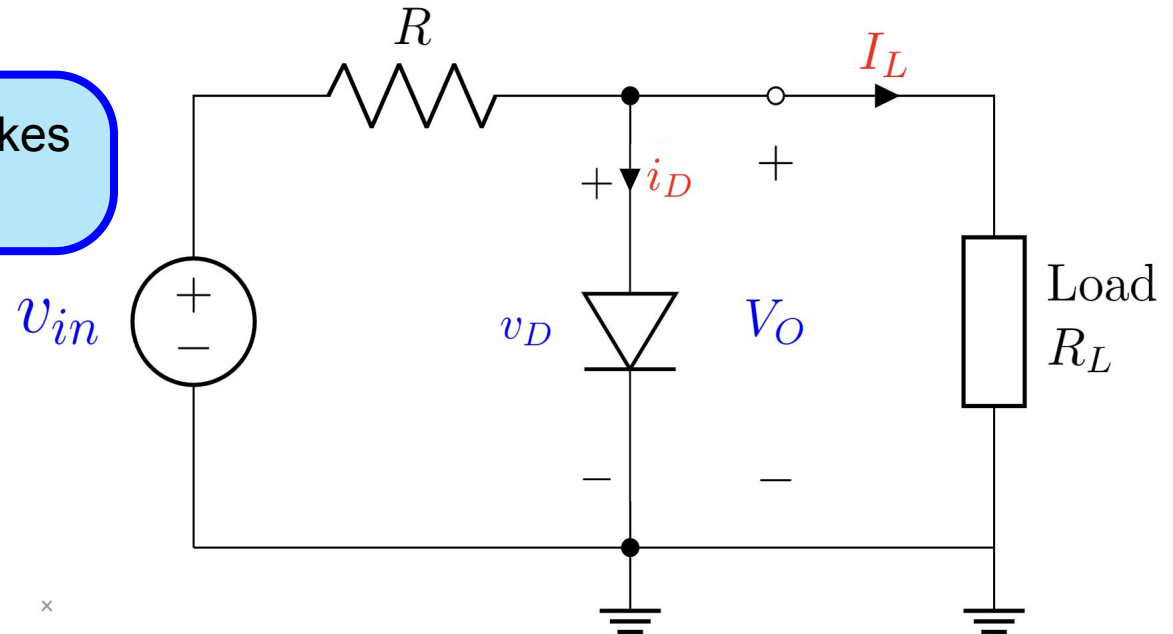 R
I_L
kes
+ i_D
+
+
v_in
−
v_D
V_O
Load
R_L
−
−
×